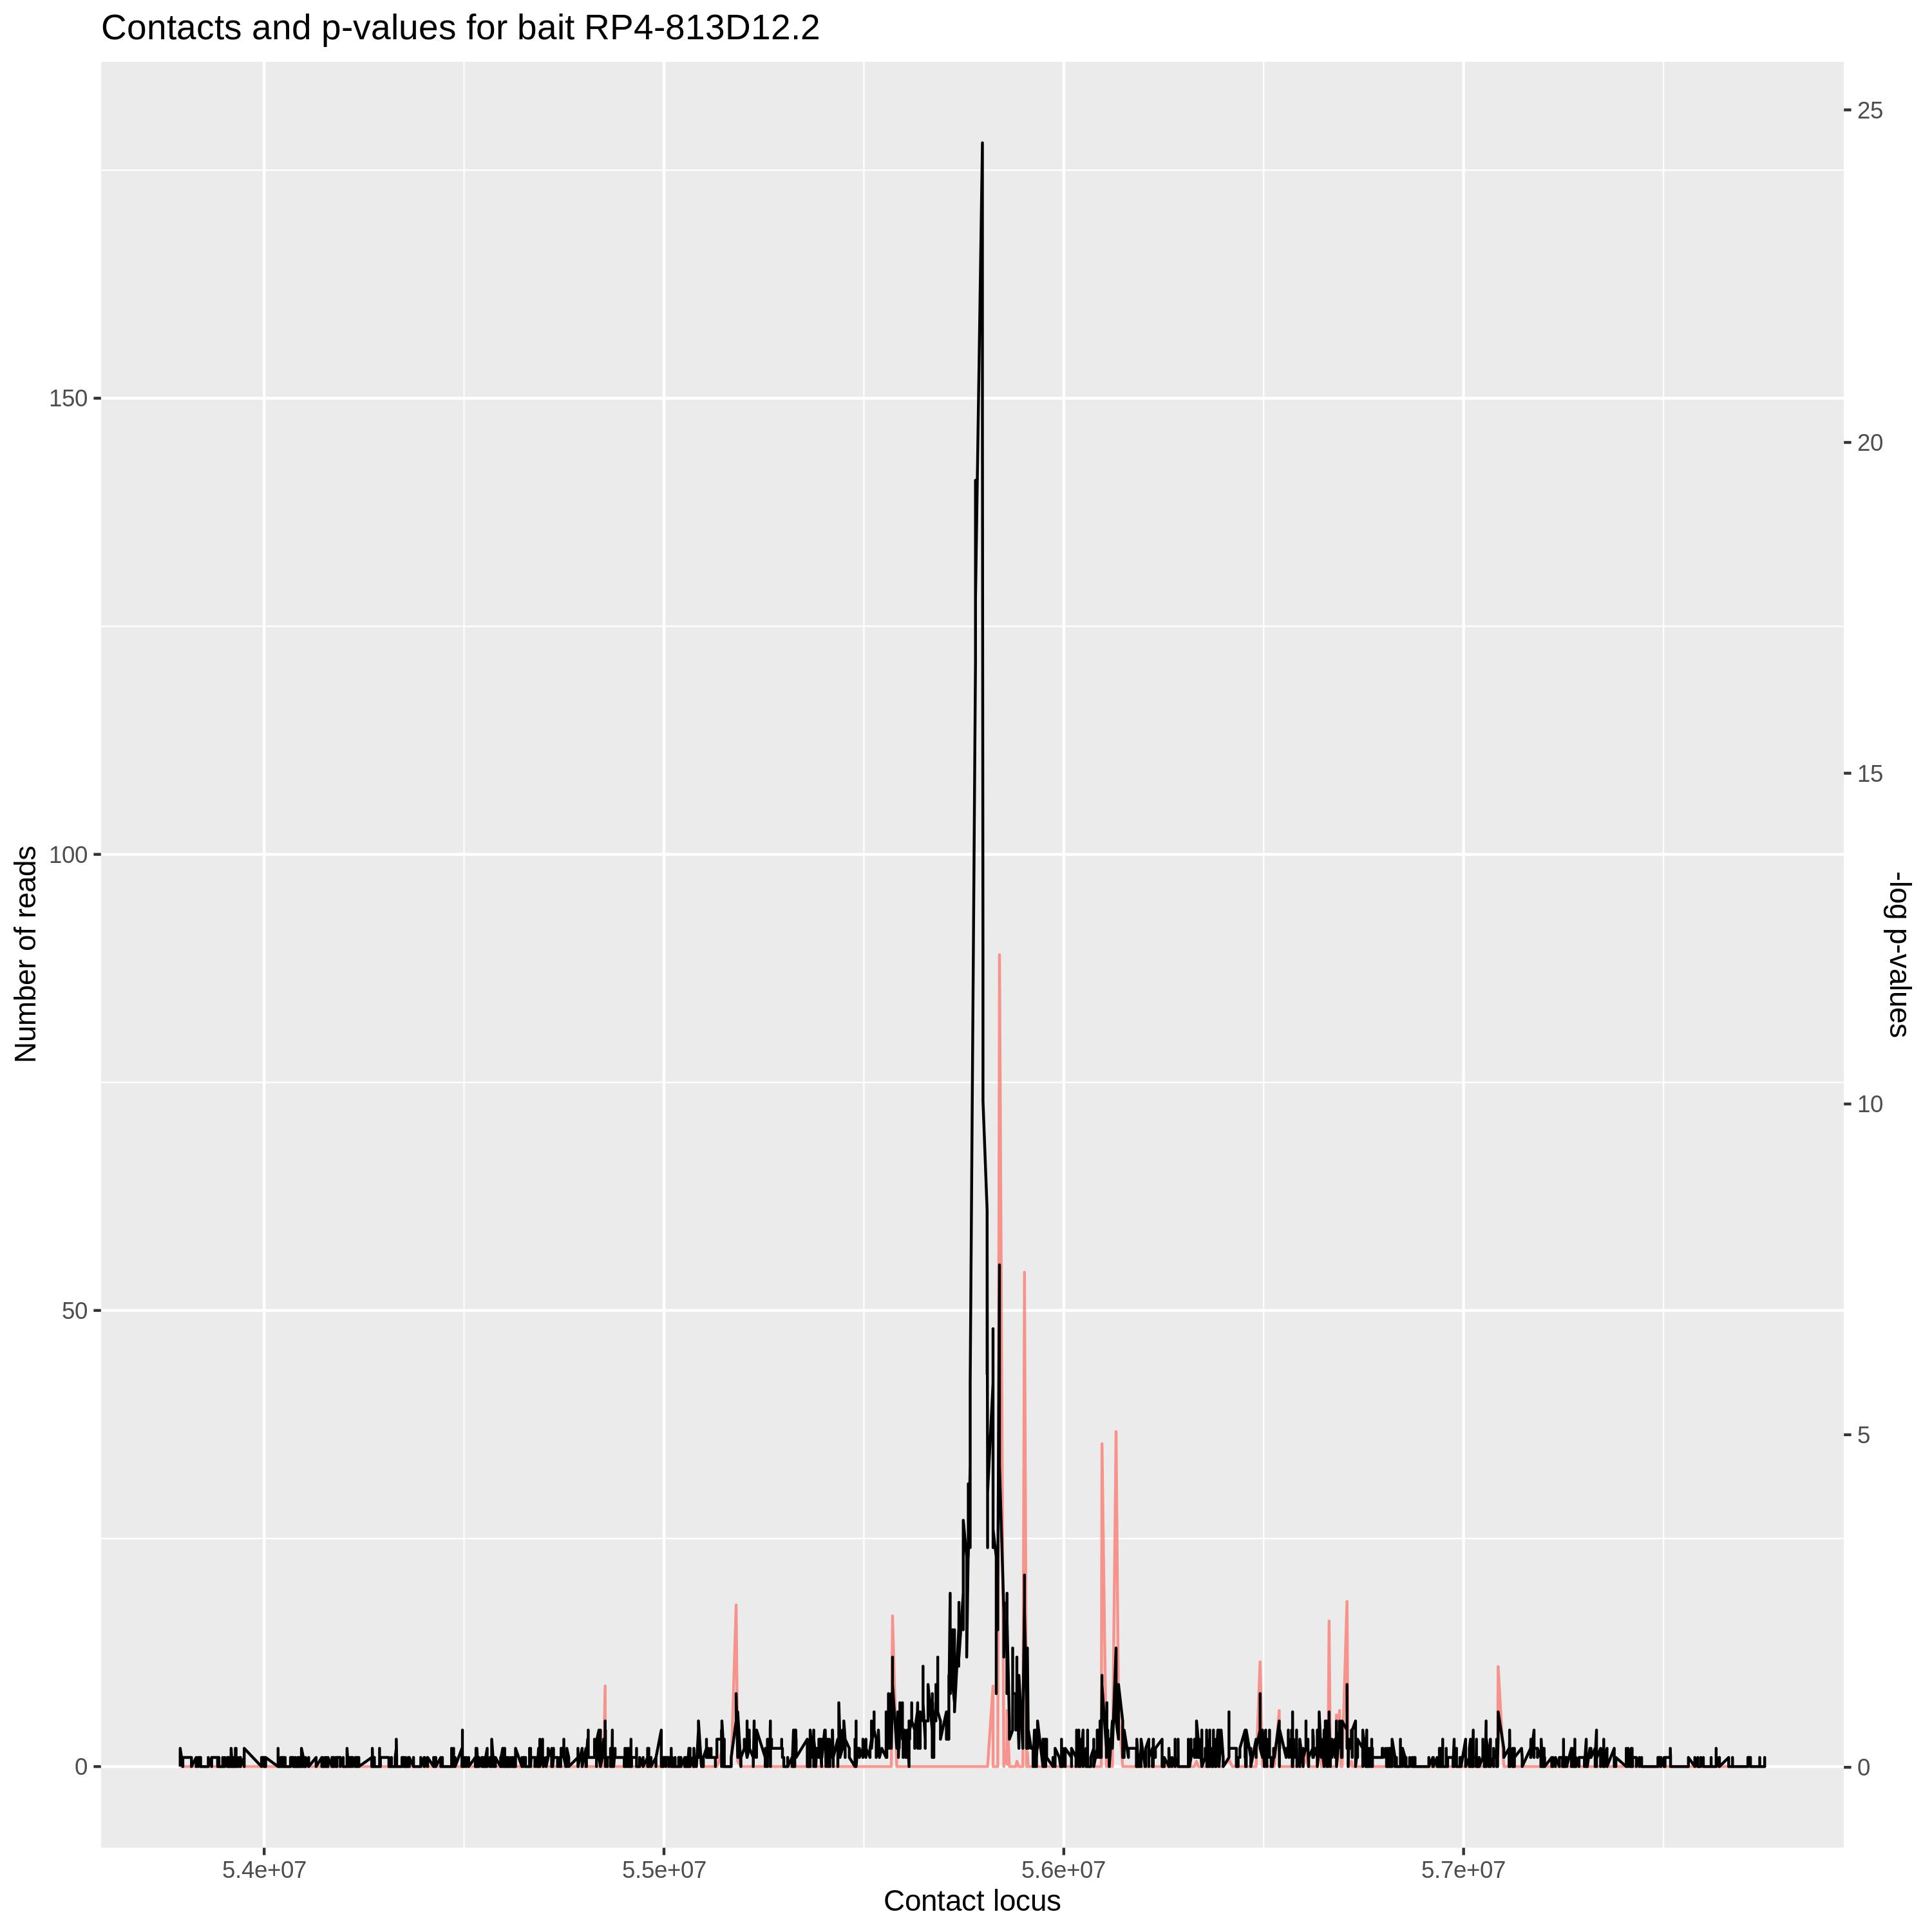 Contacts and p-values for bait RP4-813D12.2
25
20
15
10
5
0
150
100
50
0
Number of reads
-log p-values
5.4e+07
5.5e+07
5.6e+07
5.7e+07
Contact locus